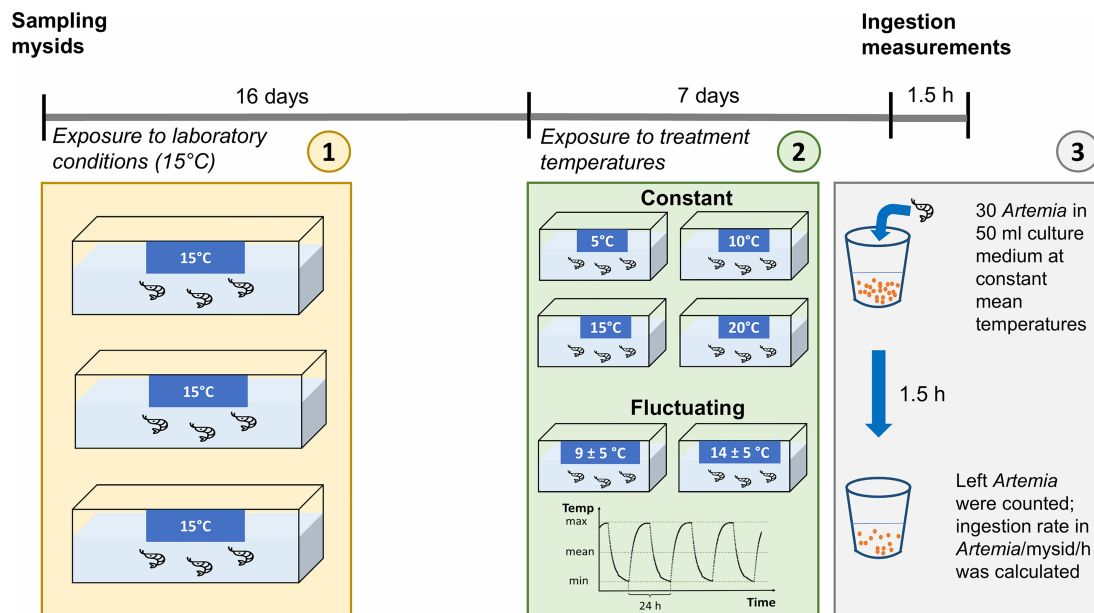 Sampling
mysids
Ingestion
measurements
16 days
7 days
1.5 h
Exposure to laboratory
conditions (15°C)
1
Exposure to treatment
temperatures
2
3
15°C
15°C
15°C
Constant
5°C
10°C
15°C
20°C
Fluctuating
9 ± 5 °C
14 ± 5 °C
Temp
max
mean
min
24 h
Time
30 Artemia in
50 ml culture
medium at
constant
mean
temperatures
1.5 h
Left Artemia
were counted;
ingestion rate in
Artemia/mysid/h
was calculated